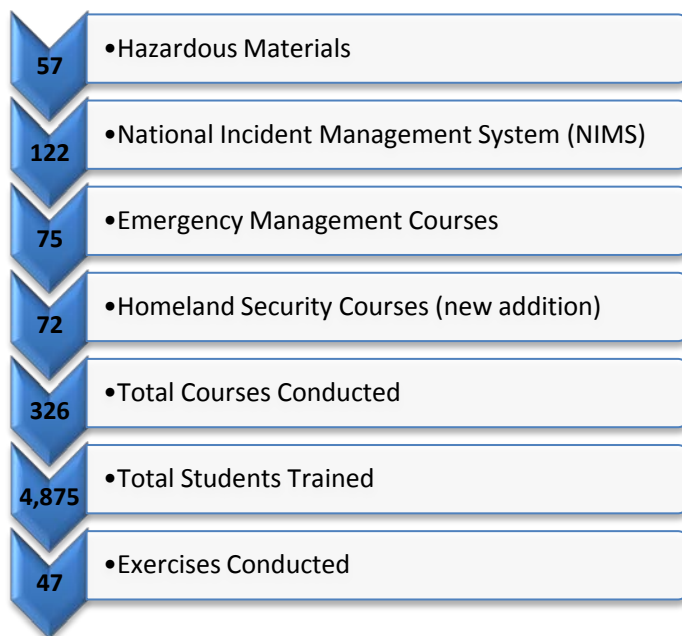 57
•Hazardous Materials
122
•National Incident Management System (NIMS)
75
•Emergency Management Courses
72
•Homeland Security Courses (new addition)
326
•Total Courses Conducted
4,875
•Total Students Trained
47
•Exercises Conducted